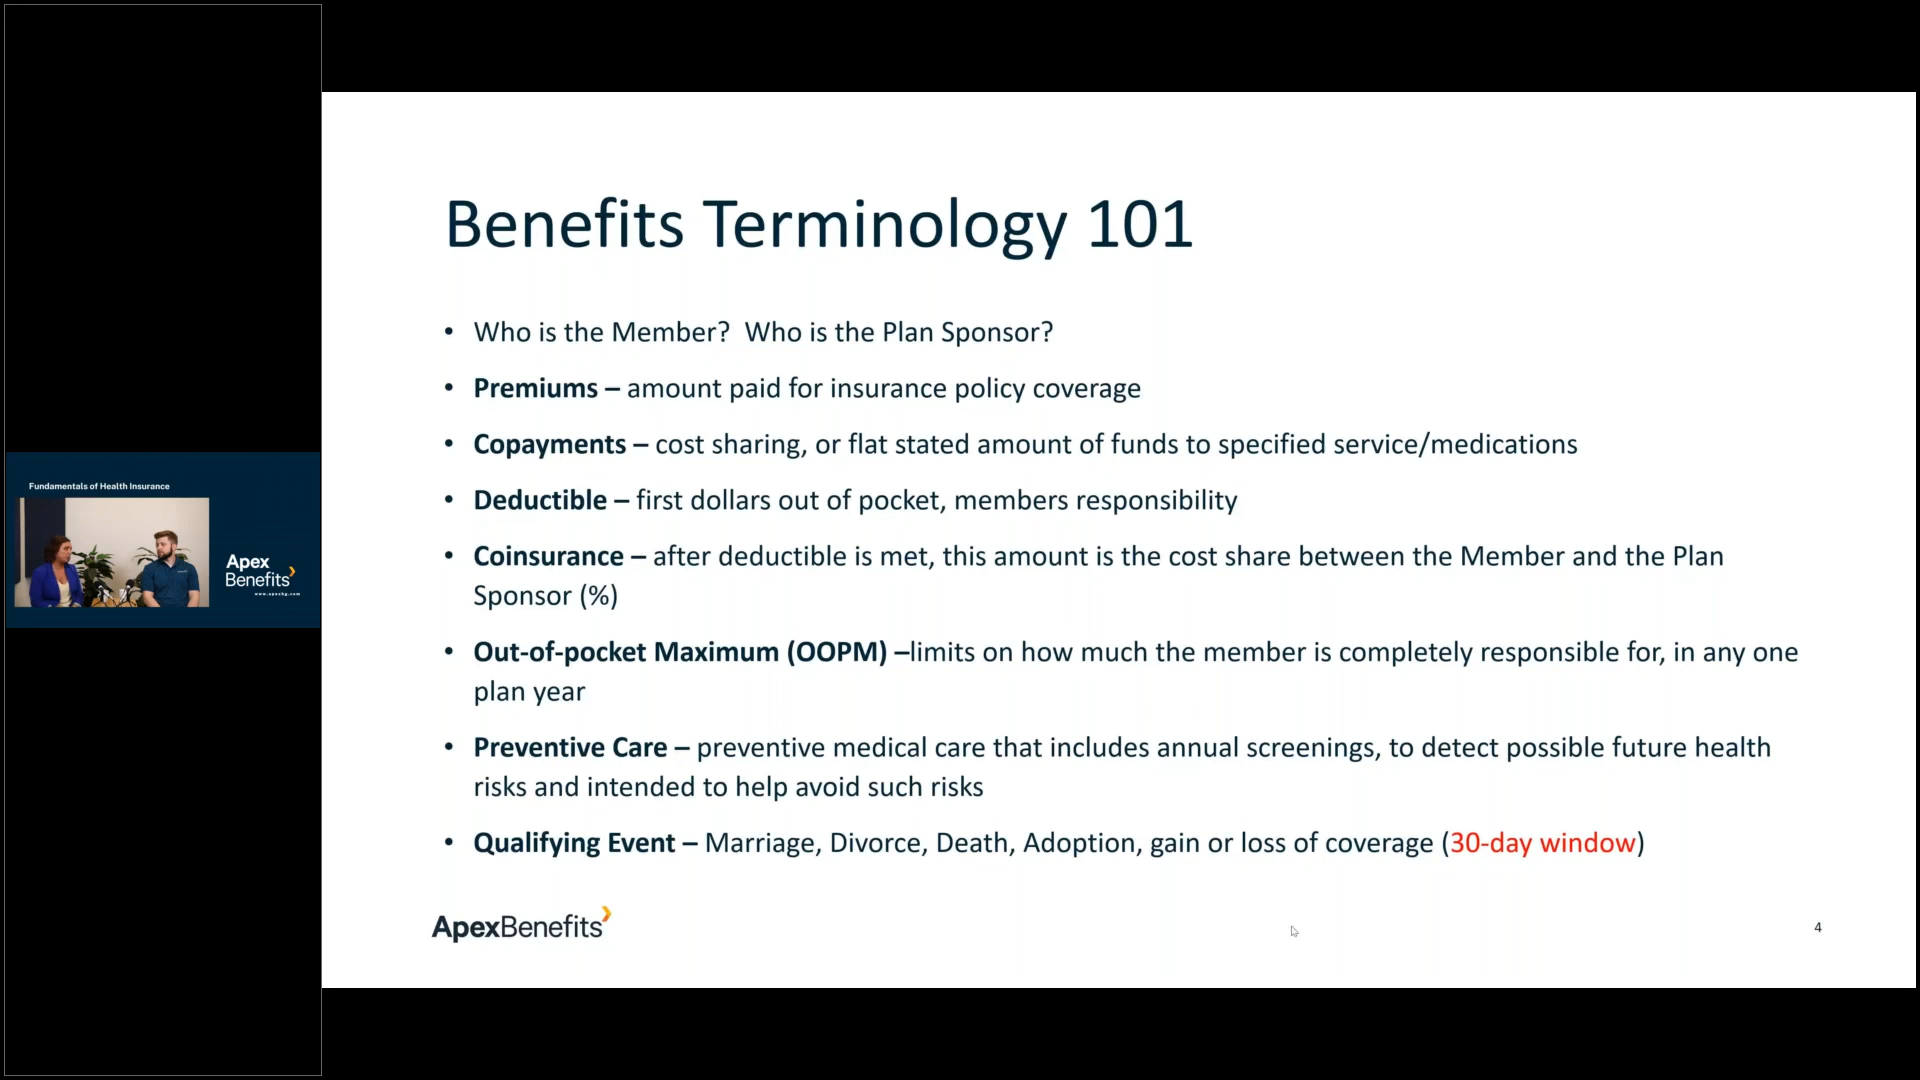 Fundamentals of Health Insurance
Apex
Benefits
www.apexbg.com
Benefits Terminology 101
• Who is the Member?  Who is the Plan Sponsor?
• Premiums – amount paid for insurance policy coverage
• Copayments – cost sharing, or flat stated amount of funds to specified service/medications
• Deductible – first dollars out of pocket, members responsibility
• Coinsurance – after deductible is met, this amount is the cost share between the Member and the Plan
Sponsor (%)
• Out-of-pocket Maximum (OOPM) –limits on how much the member is completely responsible for, in any one
plan year
• Preventive Care – preventive medical care that includes annual screenings, to detect possible future health
risks and intended to help avoid such risks
• Qualifying Event – Marriage, Divorce, Death, Adoption, gain or loss of coverage (30-day window)
ApexBenefits
4